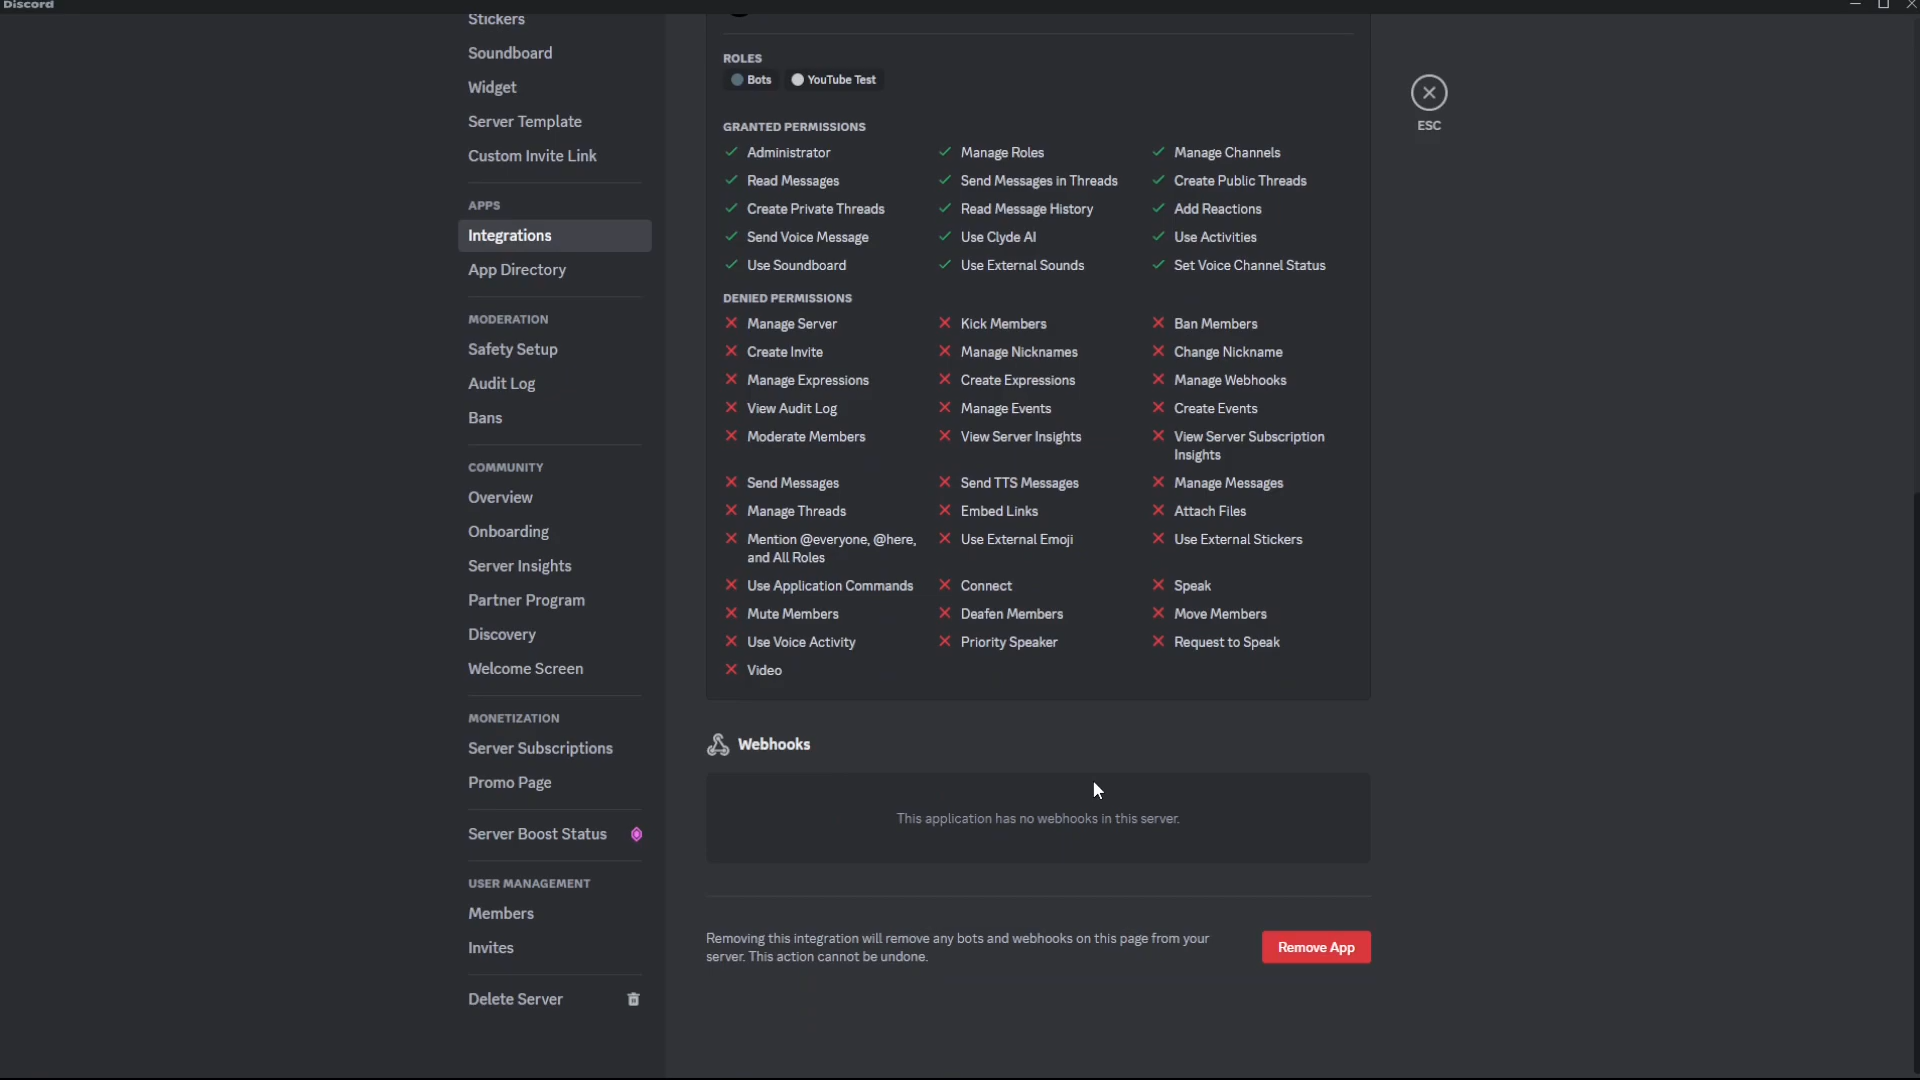 Discord
Stickers
Soundboard
Widget
Server Template
Custom Invite Link
APPS
Integrations
App Directory
MODERATION
Safety Setup
Audit Log
Bans
COMMUNITY
Overview
Onboarding
Server Insights
Partner Program
Discovery
Welcome Screen
MONETIZATION
Server Subscriptions
Promo Page
Server Boost Status
USER MANAGEMENT
Members
Invites
Delete Server
ROLES
Bots YouTube Test
GRANTED PERMISSIONS
Administrator Manage Roles Manage Channels
Read Messages Send Messages in Threads Create Public Threads
Create Private Threads Read Message History Add Reactions
Send Voice Message Use Clyde AI Use Activities
Use Soundboard Use External Sounds Set Voice Channel Status
DENIED PERMISSIONS
Manage Server Kick Members Ban Members
Create Invite Manage Nicknames Change Nickname
Manage Expressions Create Expressions Manage Webhooks
View Audit Log Manage Events Create Events
Moderate Members View Server Insights View Server Subscription
Insights
Send Messages Send TTS Messages Manage Messages
Manage Threads Embed Links Attach Files
Mention @everyone, @here, Use External Emoji Use External Stickers
and All Roles
Use Application Commands Connect Speak
Mute Members Deafen Members Move Members
Use Voice Activity Priority Speaker Request to Speak
Video
Webhooks
This application has no webhooks in this server.
Removing this integration will remove any bots and webhooks on this page from your
server. This action cannot be undone.
Remove App
ESC